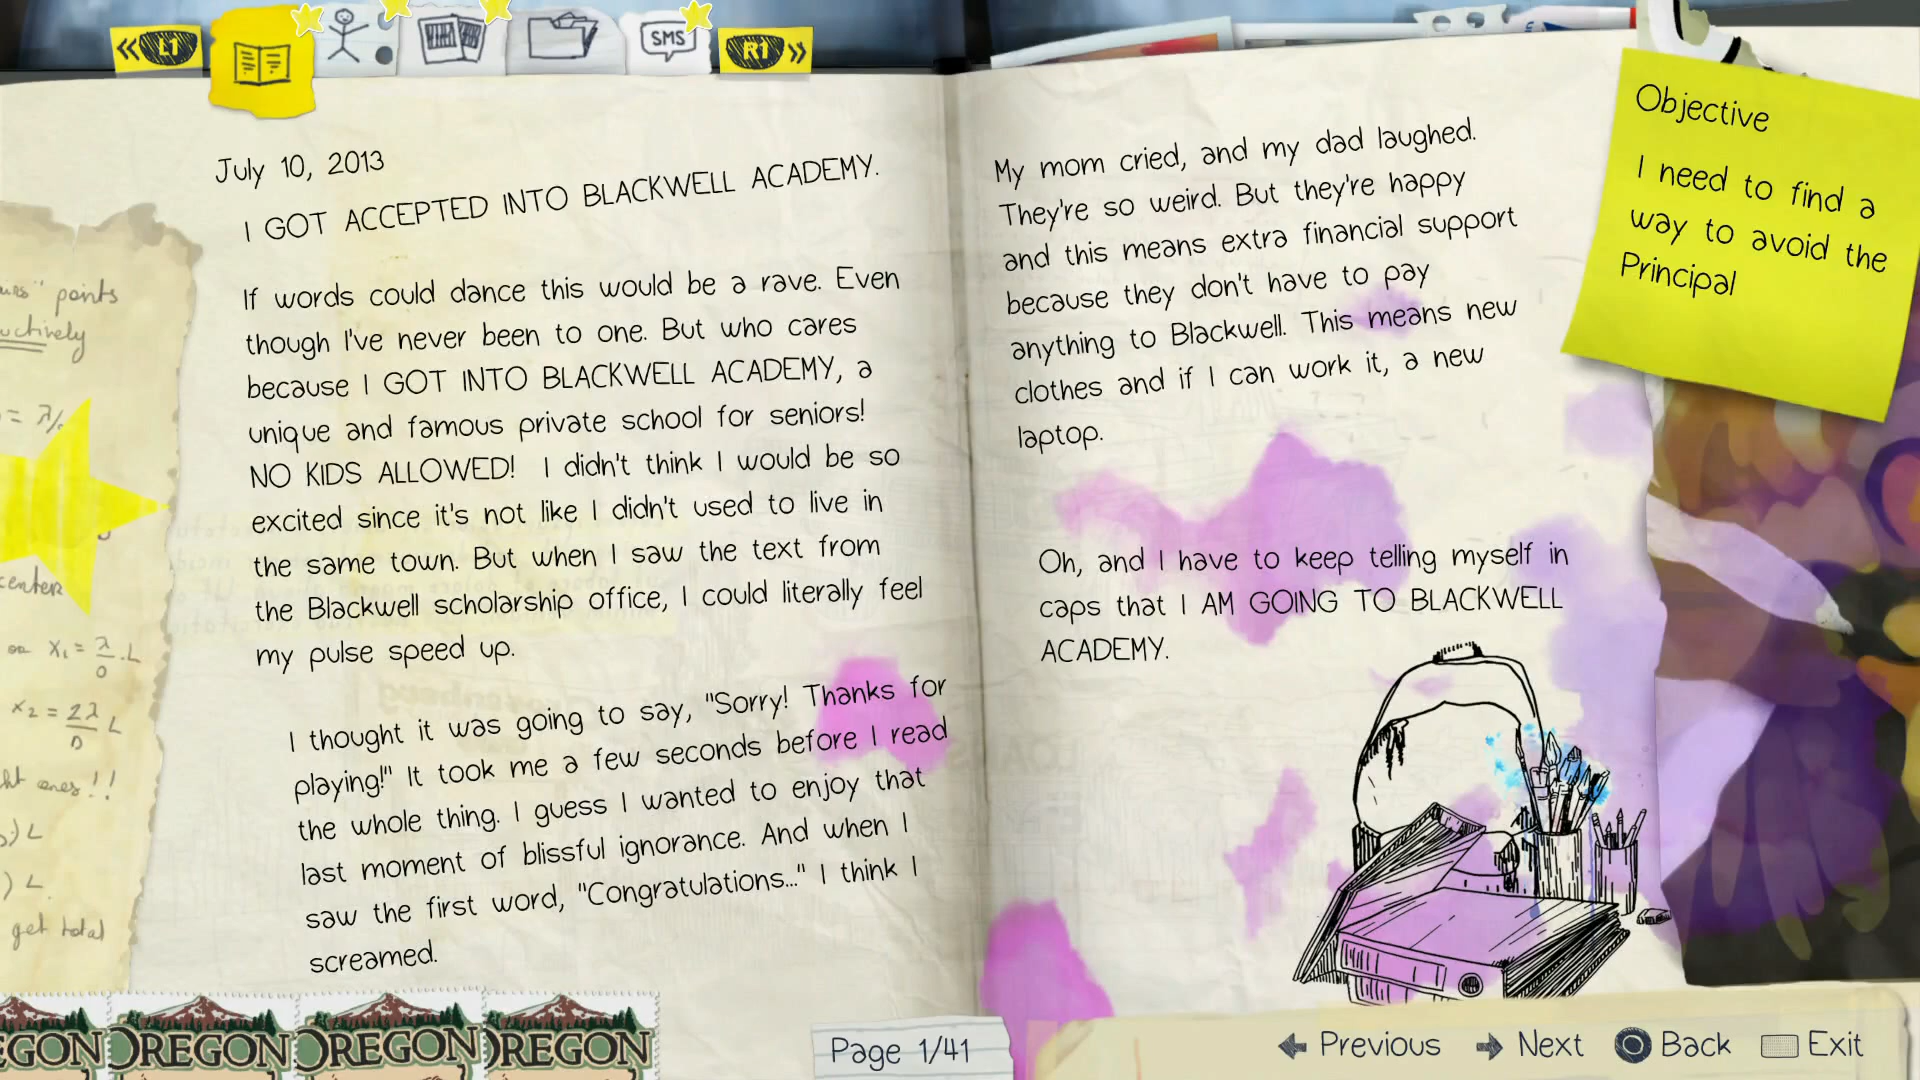 L1
SMS
R1
July 10, 2013
I GOT ACCEPTED INTO BLACKWELL ACADEMY.
If words could dance this would be a rave. Even
though I've never been to one. But who cares
because I GOT INTO BLACKWELL ACADEMY, a
unique and famous private school for seniors!
NO KIDS ALLOWED! I didn't think I would be so
excited since it's not like I didn't used to live in
the same town. But when I saw the text from
the Blackwell scholarship office, I could literally feel
my pulse speed up.
I thought it was going to say, "Sorry! Thanks for
playing!" It took me a few seconds before I read
the whole thing. I guess I wanted to enjoy that
last moment of blissful ignorance. And when I
saw the first word, "Congratulations..." I think I
screamed.
My mom cried, and my dad laughed.
They're so weird. But they're happy
and this means extra financial support
because they don't have to pay
anything to Blackwell. This means new
clothes and if I can work it, a new
laptop.
Oh, and I have to keep telling myself in
caps that I AM GOING TO BLACKWELL
ACADEMY.
Objective
I need to find a
way to avoid the
Principal
points
center
get total
EGON OREGON OREGON OREGON
Page 1/41
Previous Next Back Exit